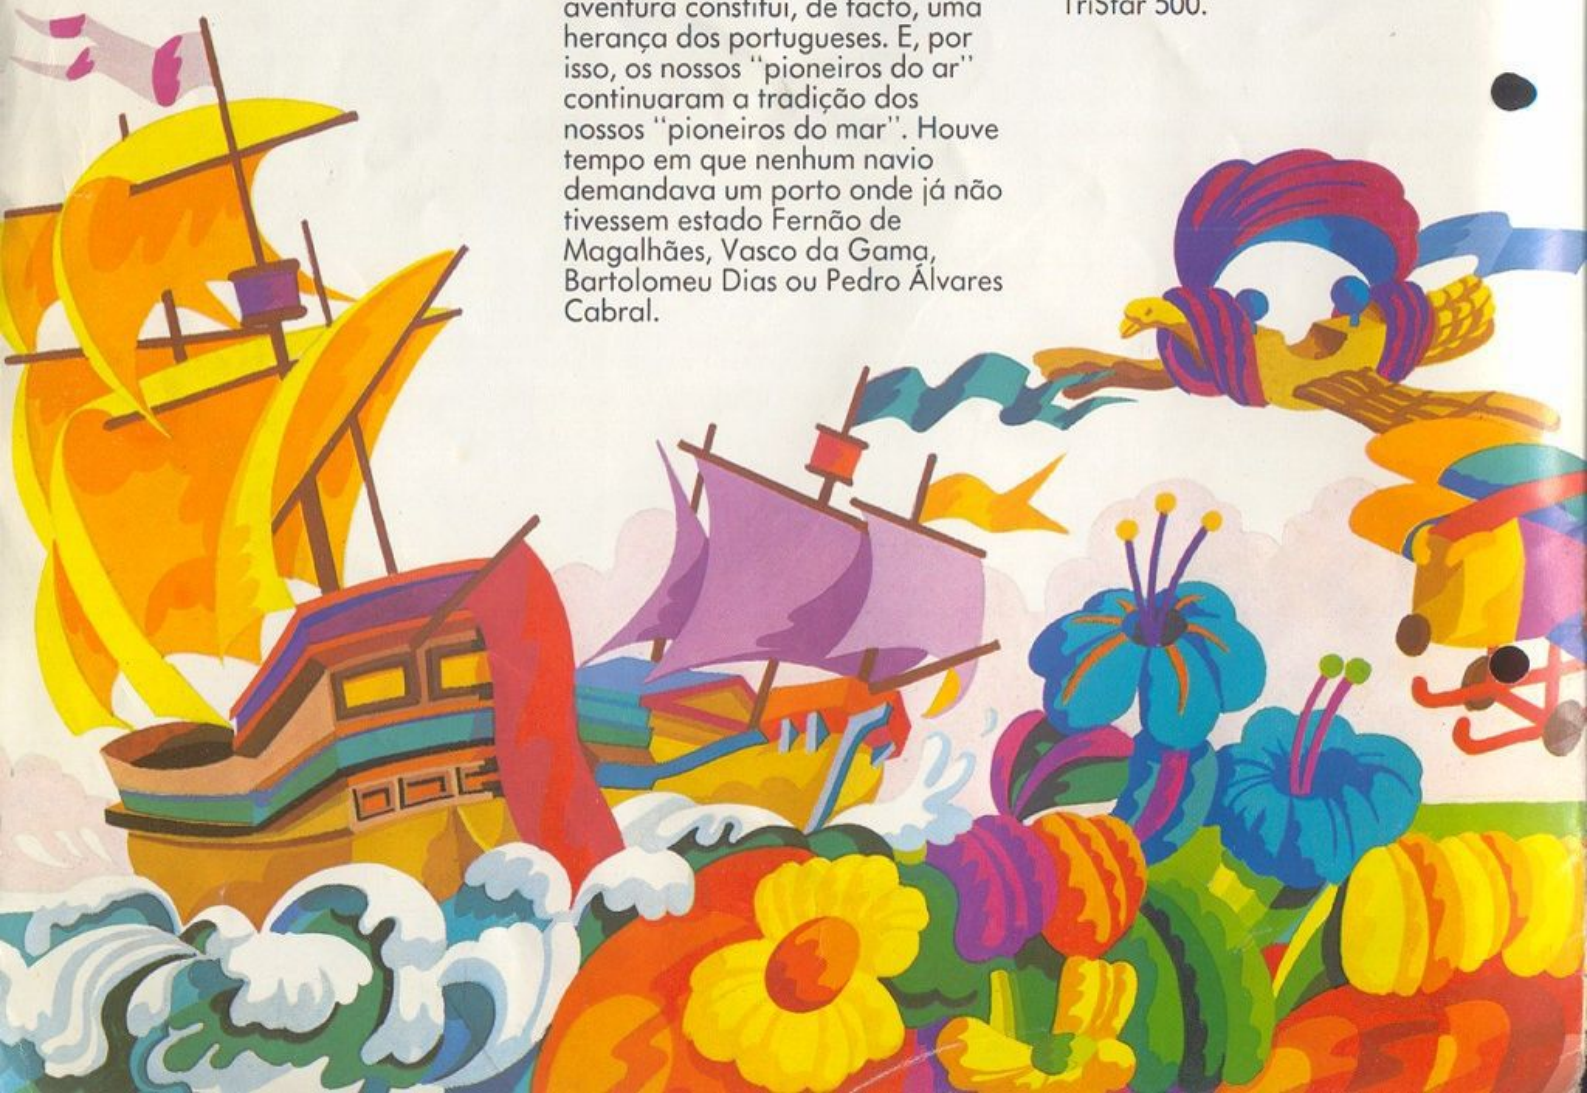 aventura constitui, de facto, uma
herança dos portugueses. E, por
isso, os nossos "pioneiros do ar"
continuaram a tradição dos
nossos "pioneiros do mar". Houve
tempo em que nenhum navio
demandava um porto onde já não
tivessem estado Fernão de
Magalhães, Vasco da Gama,
Bartolomeu Dias ou Pedro Álvares
Cabral.
TriStar 500.